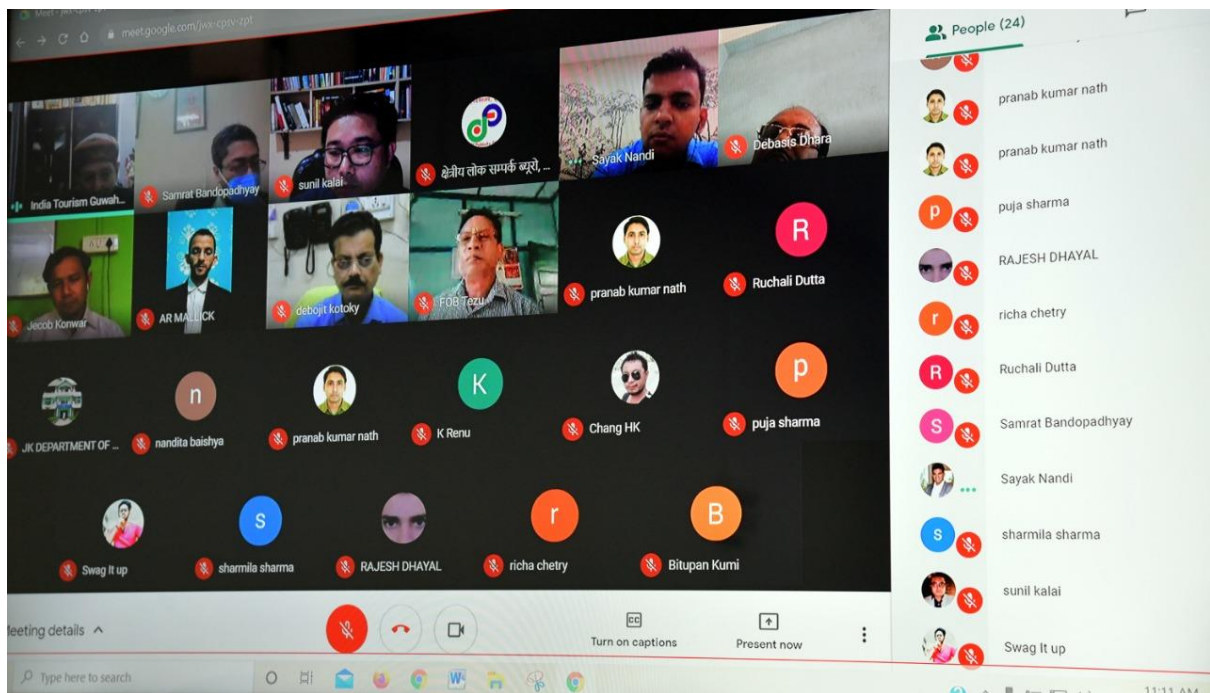 Meet - jwx-cpsv-zpt
meet.google.com/jwx-cpsv-zpt
India Tourism Guwah...
Samrat Bandopadhyay
sunil kalai
क्षेत्रीय लोक सम्पर्क ब्यूरो, ...
Sayak Nandi
Debasis Dhara
Jecob Konwar
AR MALLICK
debojit kotoky
FOB Tezu
pranab kumar nath
R
Ruchali Dutta
JK DEPARTMENT OF ...
n
nandita baishya
pranab kumar nath
K
K Renu
Chang HK
p
puja sharma
Swag It up
s
sharmila sharma
RAJESH DHAYAL
r
richa chetry
B
Bitupan Kumi
Meeting details
CC
Turn on captions
Present now
Type here to search
W
11:11 AM
People (24)
pranab kumar nath
pranab kumar nath
p
puja sharma
RAJESH DHAYAL
r
richa chetry
R
Ruchali Dutta
S
Samrat Bandopadhyay
Sayak Nandi
s
sharmila sharma
sunil kalai
Swag It up